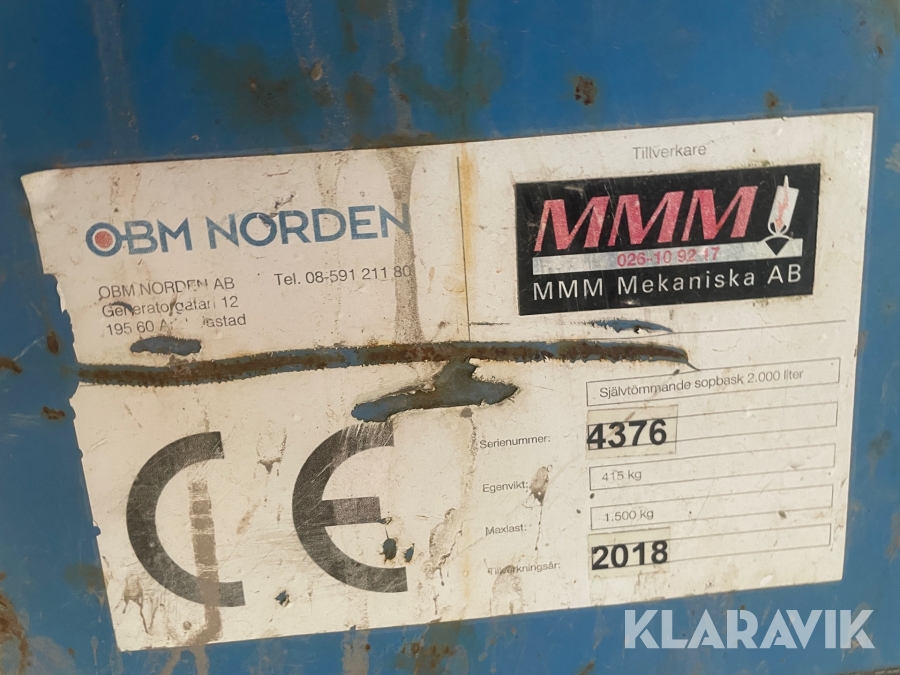 OBM NORDEN
OBM NORDEN AB
Tel. 08-591 211 80
Generatorgatan 12
195 60
Tillverkare
MMM
026-10 92 17
MMM Mekaniska AB
Självtömmande sopbask 2.000 liter
Serienummer: 4376
Egenvikt: 415 kg
Maxlast: 1.500 kg
Tillverkningsår: 2018
CE
KLARAVIK